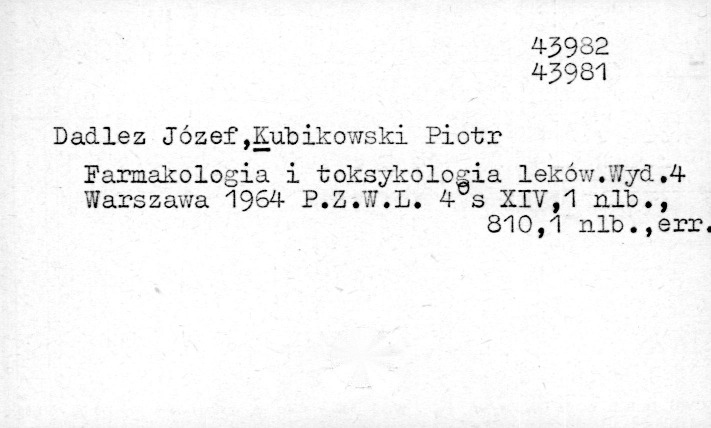 43982
43981
Dadlez Józef,Kubikowski Piotr
Farmakologia i toksykologia leków.Wyd.4
Warszawa 1964 P.Z.W.L. 4°s XIV,1 nlb.,
810,1 nlb.,err.